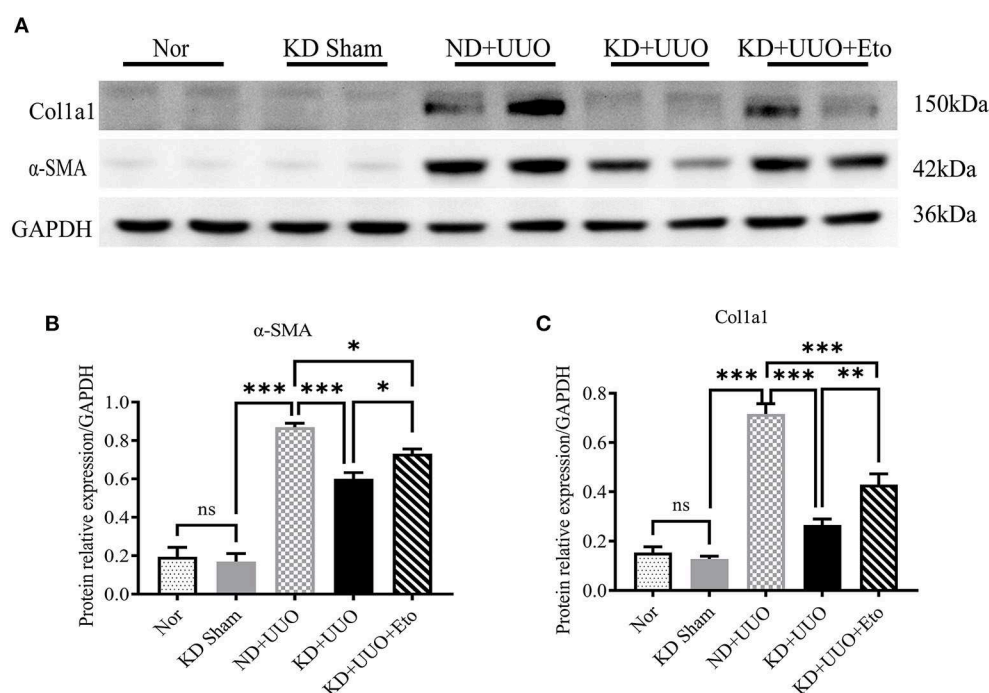 A
Nor KD Sham ND+UUO KD+UUO KD+UUO+Eto
Col1a1 150kDa
α-SMA 42kDa
GAPDH 36kDa
B
α-SMA
Protein relative expression/GAPDH
1.0
0.8
0.6
0.4
0.2
0.0
ns
***
***
*
*
Nor
KD Sham
ND+UUO
KD+UUO
KD+UUO+Eto
C
Col1a1
Protein relative expression/GAPDH
0.8
0.6
0.4
0.2
0.0
ns
***
***
***
**
Nor
KD Sham
ND+UUO
KD+UUO
KD+UUO+Eto